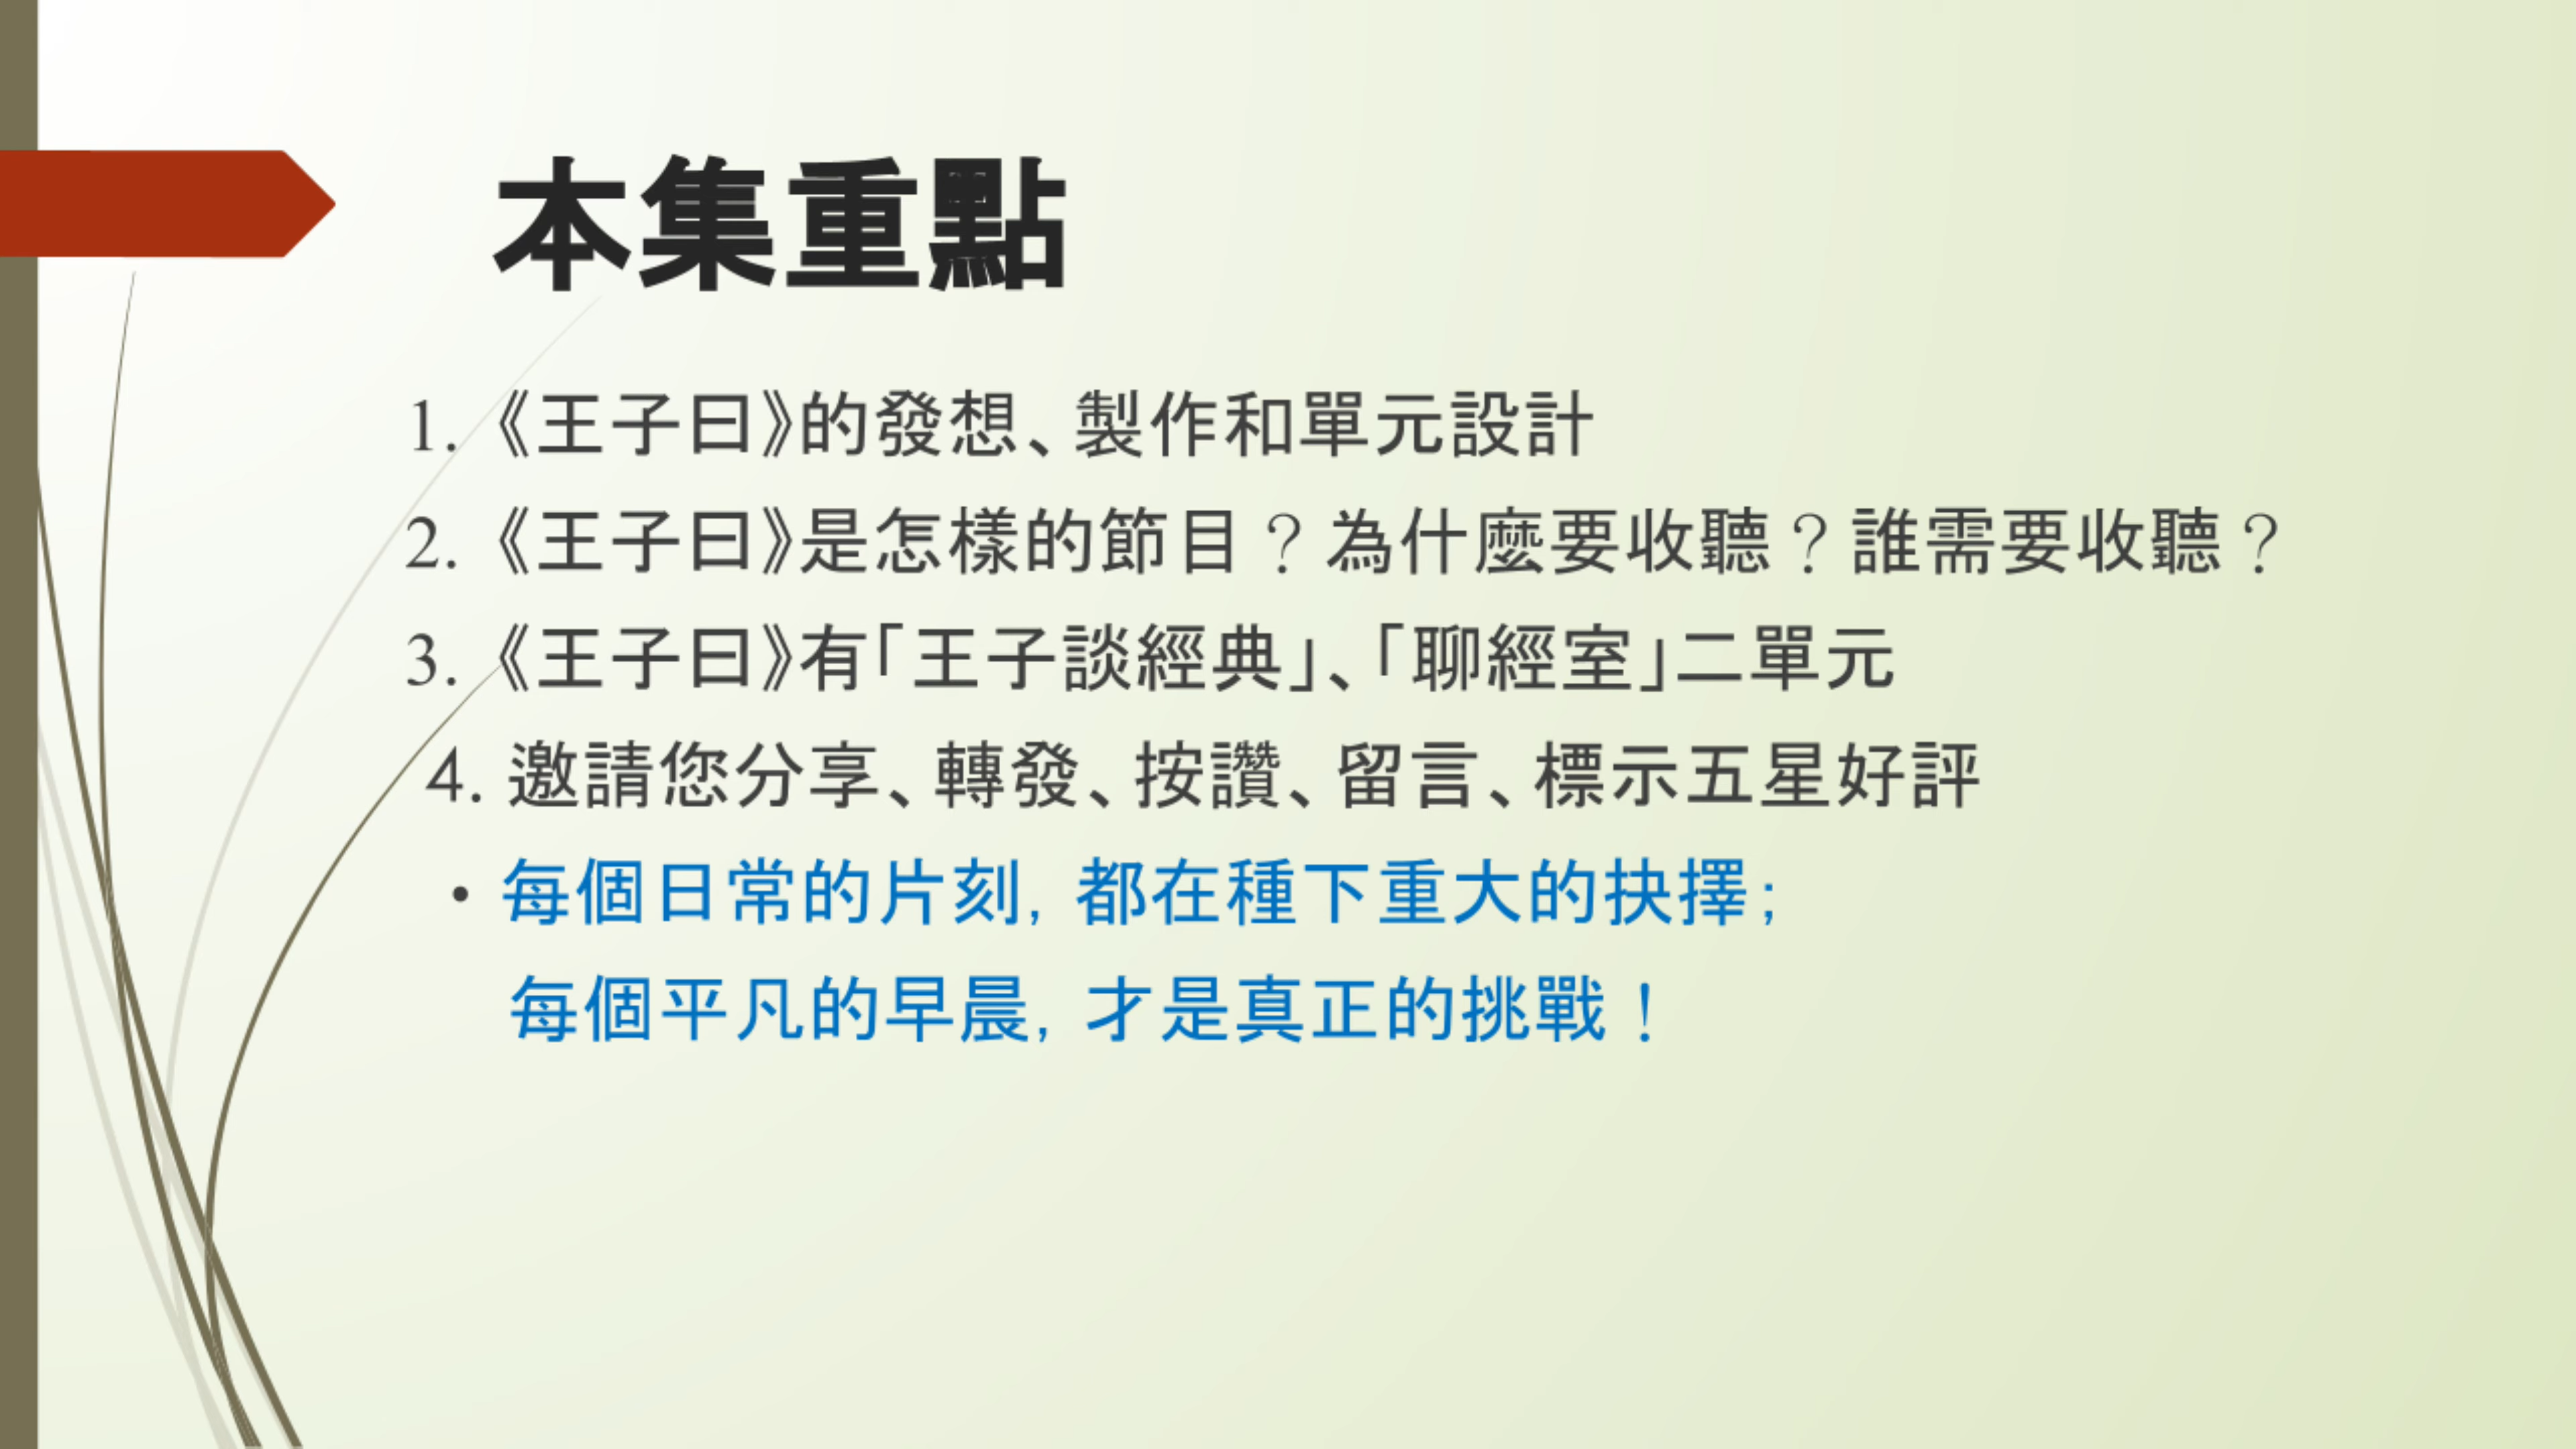 本集重點
1. 《王子曰》的發想、製作和單元設計
2. 《王子曰》是怎樣的節目？為什麼要收聽？誰需要收聽？
3. 《王子曰》有「王子談經典」、「聊經室」二單元
4. 邀請您分享、轉發、按讚、留言、標示五星好評
• 每個日常的片刻，都在種下重大的抉擇；
每個平凡的早晨，才是真正的挑戰！